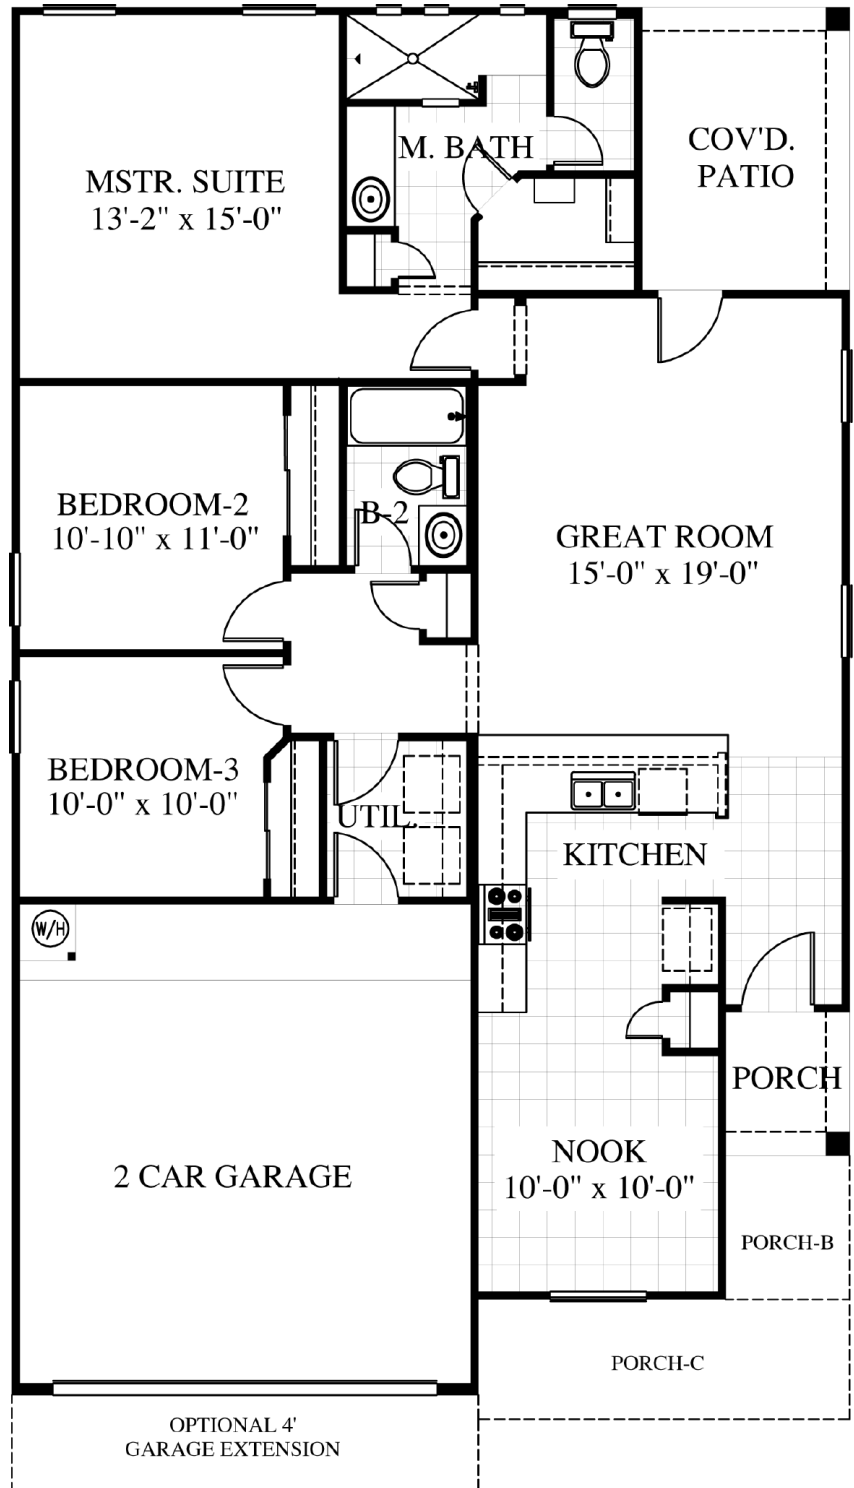 M. BATH
COV'D.
PATIO
MSTR. SUITE
13'-2" x 15'-0"
BEDROOM-2
10'-10" x 11'-0"
B-2
GREAT ROOM
15'-0" x 19'-0"
BEDROOM-3
10'-0" x 10'-0"
UTIL.
KITCHEN
W/H
PORCH
NOOK
10'-0" x 10'-0"
2 CAR GARAGE
PORCH-B
PORCH-C
OPTIONAL 4'
GARAGE EXTENSION